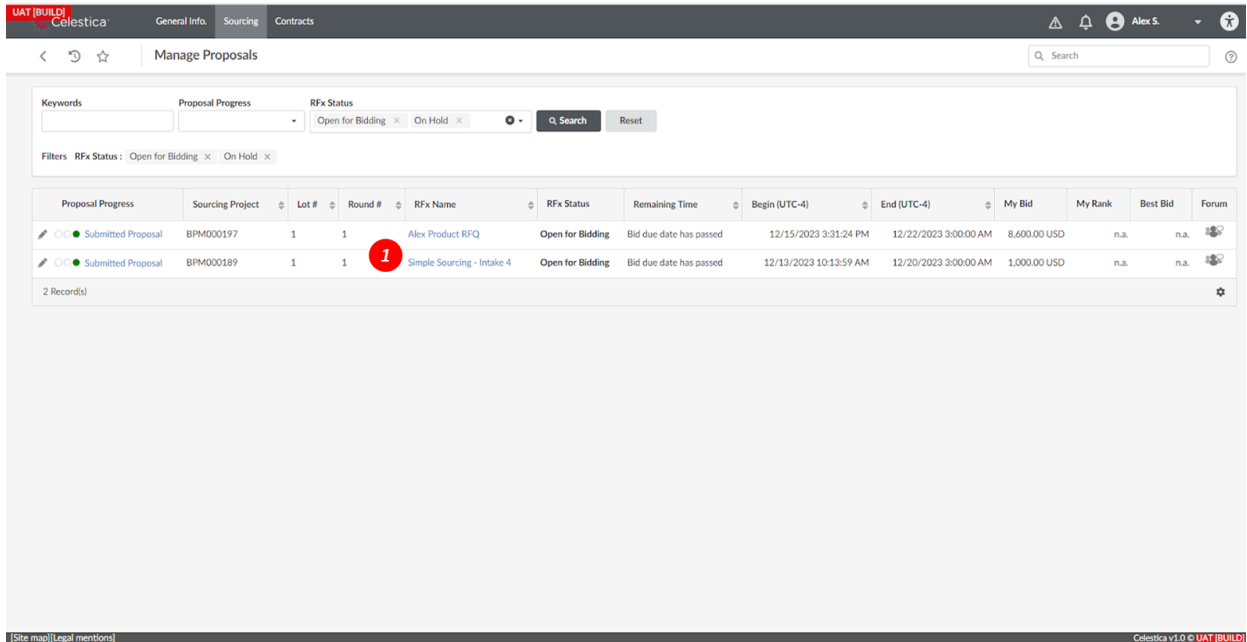 UAT [BUILD]
Celestica
General Info.
Sourcing
Contracts
Alex S.
Manage Proposals
Search
Keywords
Proposal Progress
RFx Status
Open for Bidding ×
On Hold ×
Search
Reset
Filters RFx Status : Open for Bidding × On Hold ×
Proposal Progress Sourcing Project Lot # Round # RFx Name RFx Status Remaining Time Begin (UTC-4) End (UTC-4) My Bid My Rank Best Bid Forum
Submitted Proposal BPM000197 1 1 Alex Product RFQ Open for Bidding Bid due date has passed 12/15/2023 3:31:24 PM 12/22/2023 3:00:00 AM 8,600.00 USD n.a. n.a.
1
Submitted Proposal BPM000189 1 1 Simple Sourcing - Intake 4 Open for Bidding Bid due date has passed 12/13/2023 10:13:59 AM 12/20/2023 3:00:00 AM 1,000.00 USD n.a. n.a.
2 Record(s)
[Site map][Legal mentions]
Celestica v1.0 © UAT [BUILD]